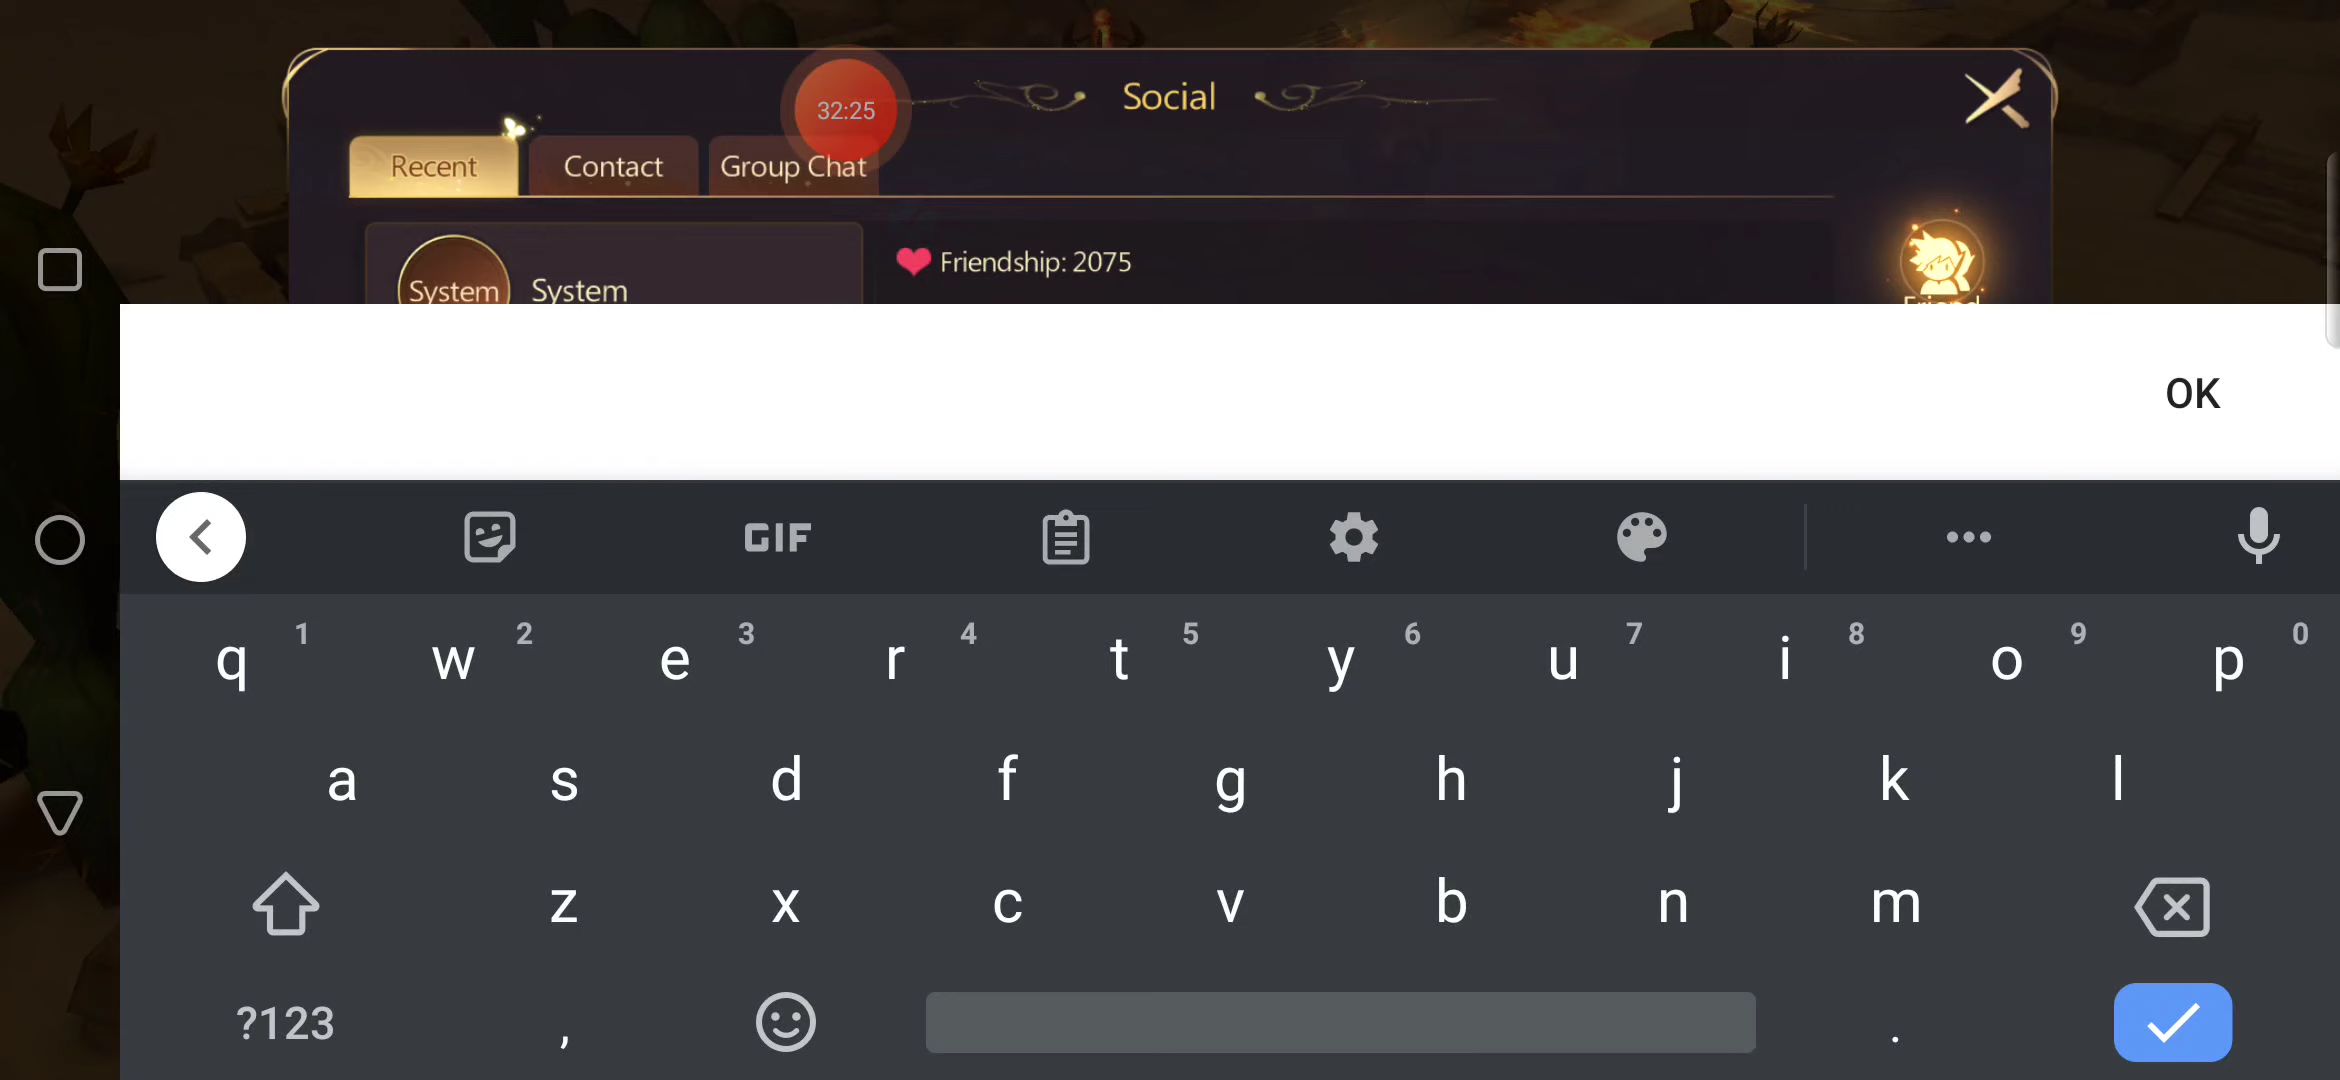 Social
32:25
Recent
Contact
Group Chat
System
System
Friendship: 2075
Friend
OK
GIF
q 1 w 2 e 3 r 4 t 5 y 6 u 7 i 8 o 9 p 0
a s d f g h j k l
z x c v b n m
?123 , .